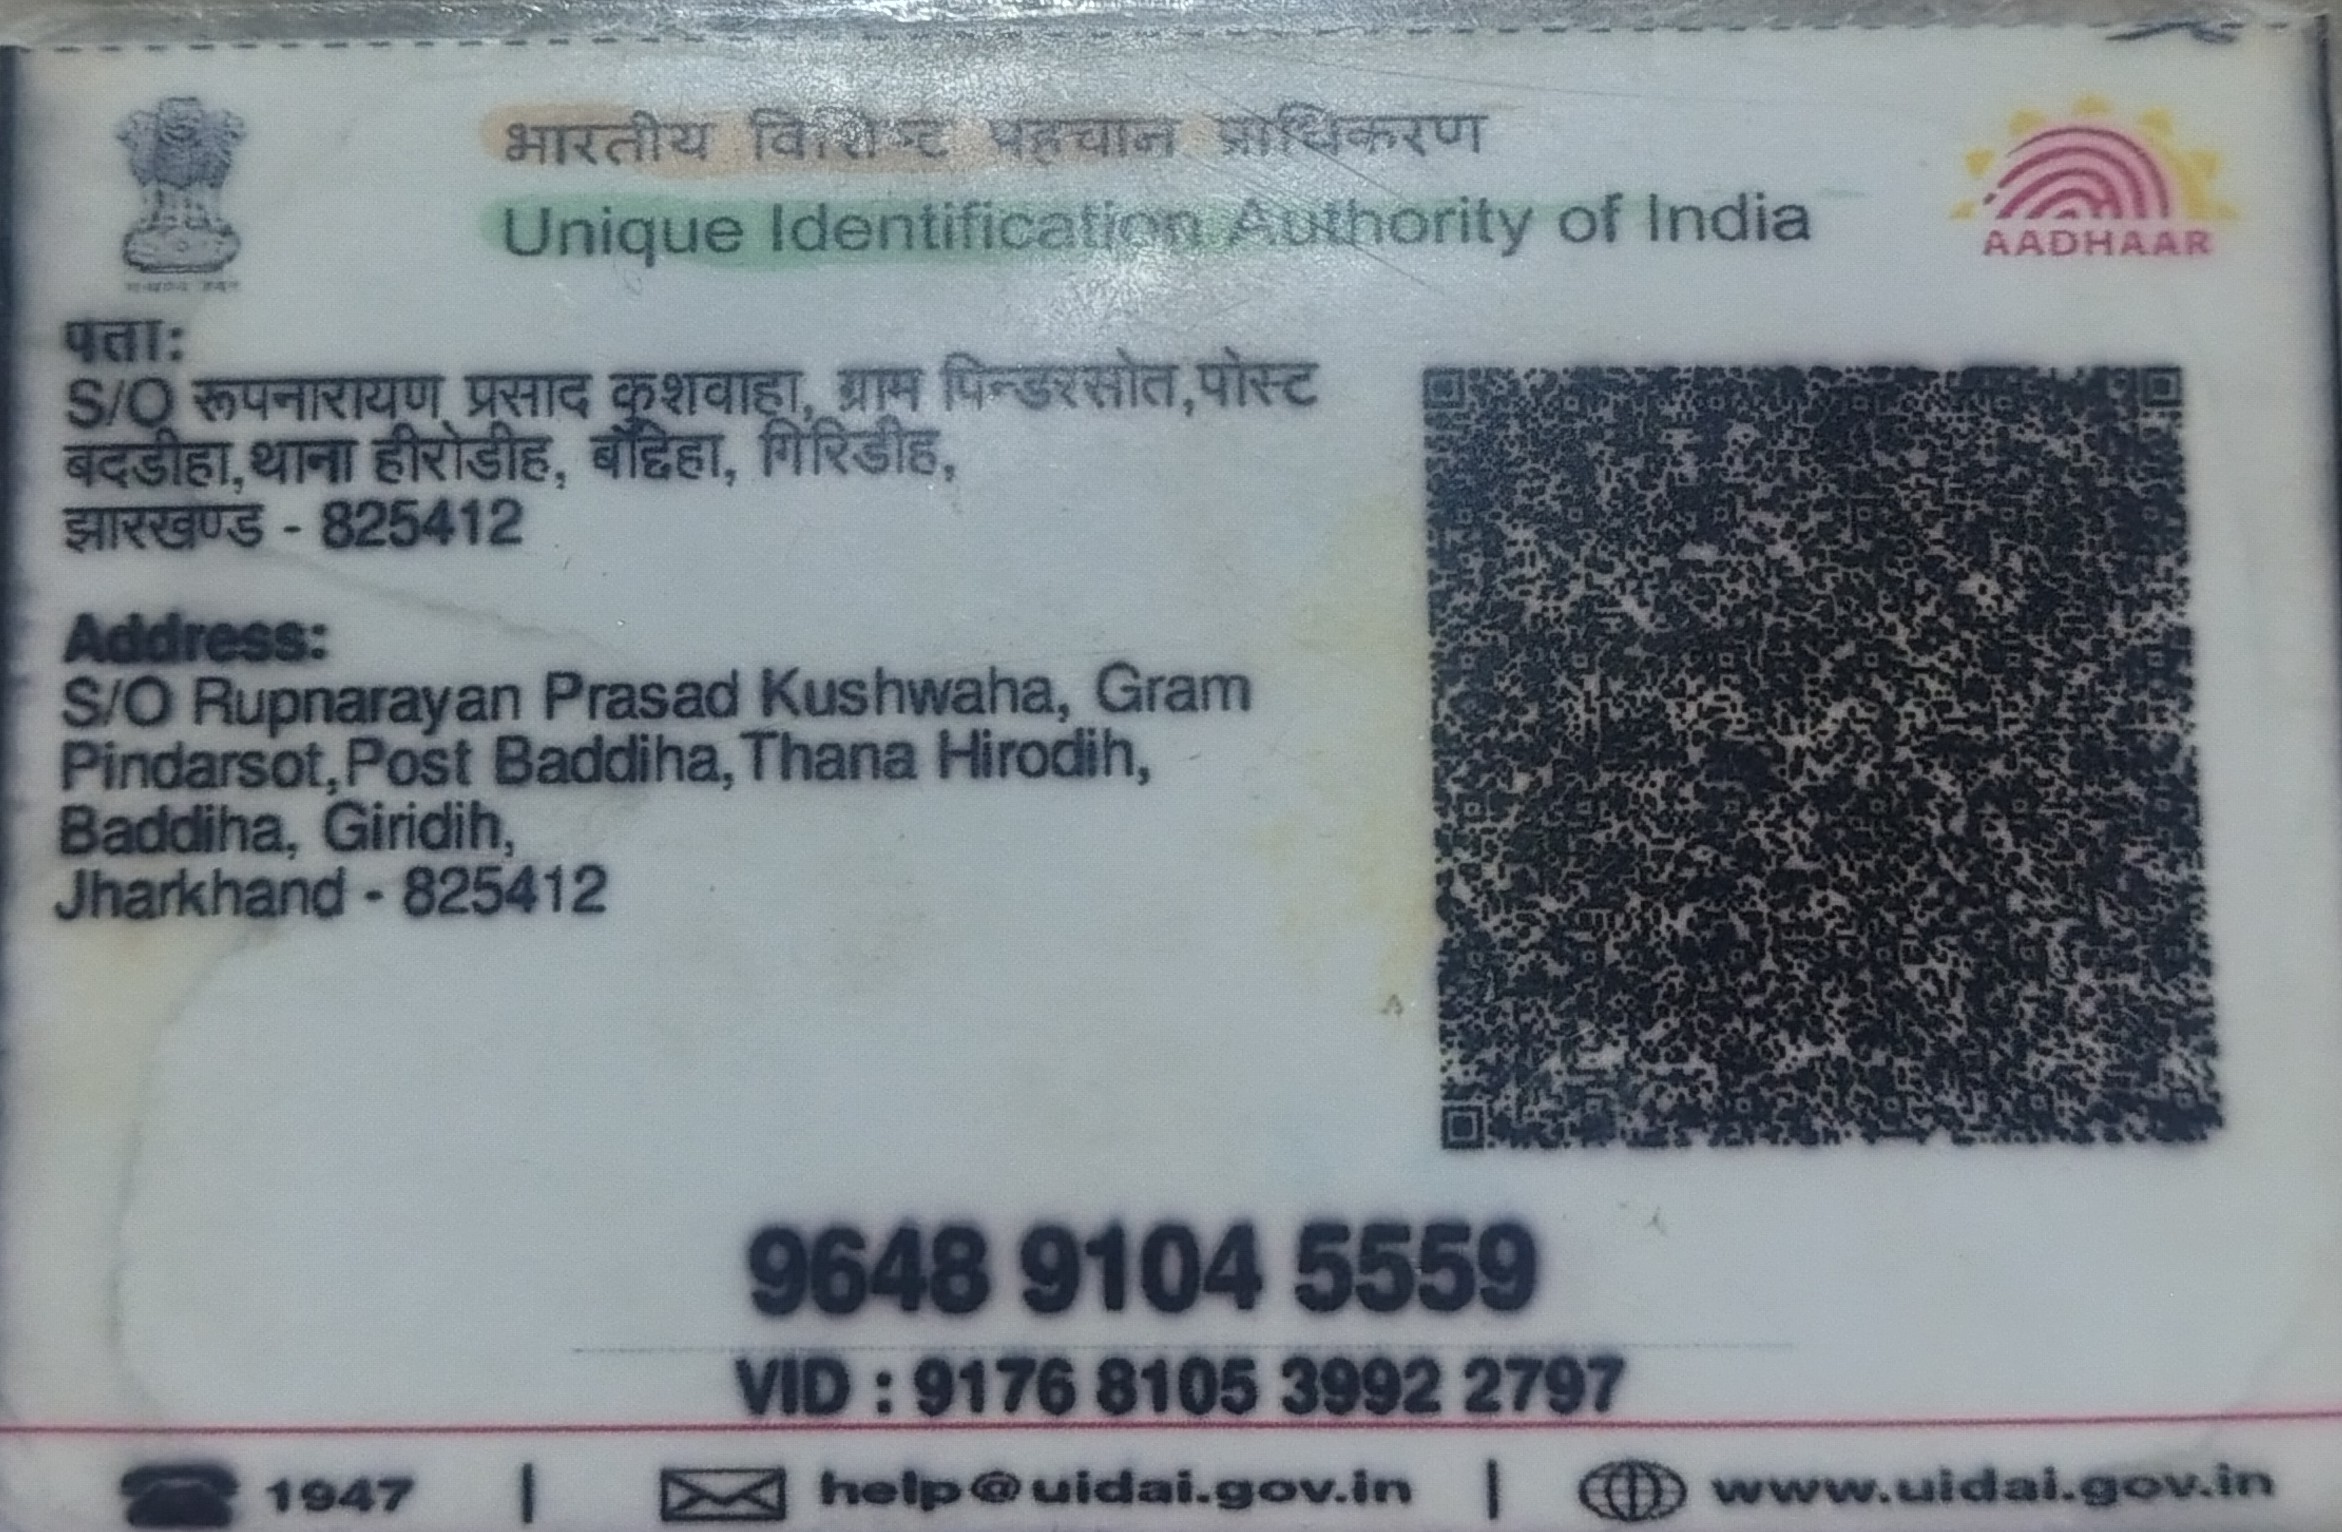 भारतीय विशिष्ट पहचान प्राधिकरण
Unique Identification Authority of India
AADHAAR
पता:
S/O रूपनारायण प्रसाद कुशवाहा, ग्राम पिन्डरसोत,पोस्ट
बदडीहा,थाना हीरोडीह, बद्दिहा, गिरिडीह,
झारखण्ड - 825412
Address:
S/O Rupnarayan Prasad Kushwaha, Gram
Pindarsot,Post Baddiha,Thana Hirodih,
Baddiha, Giridih,
Jharkhand - 825412
9648 9104 5559
VID : 9176 8105 3992 2797
1947 | help@uidai.gov.in | www.uidai.gov.in